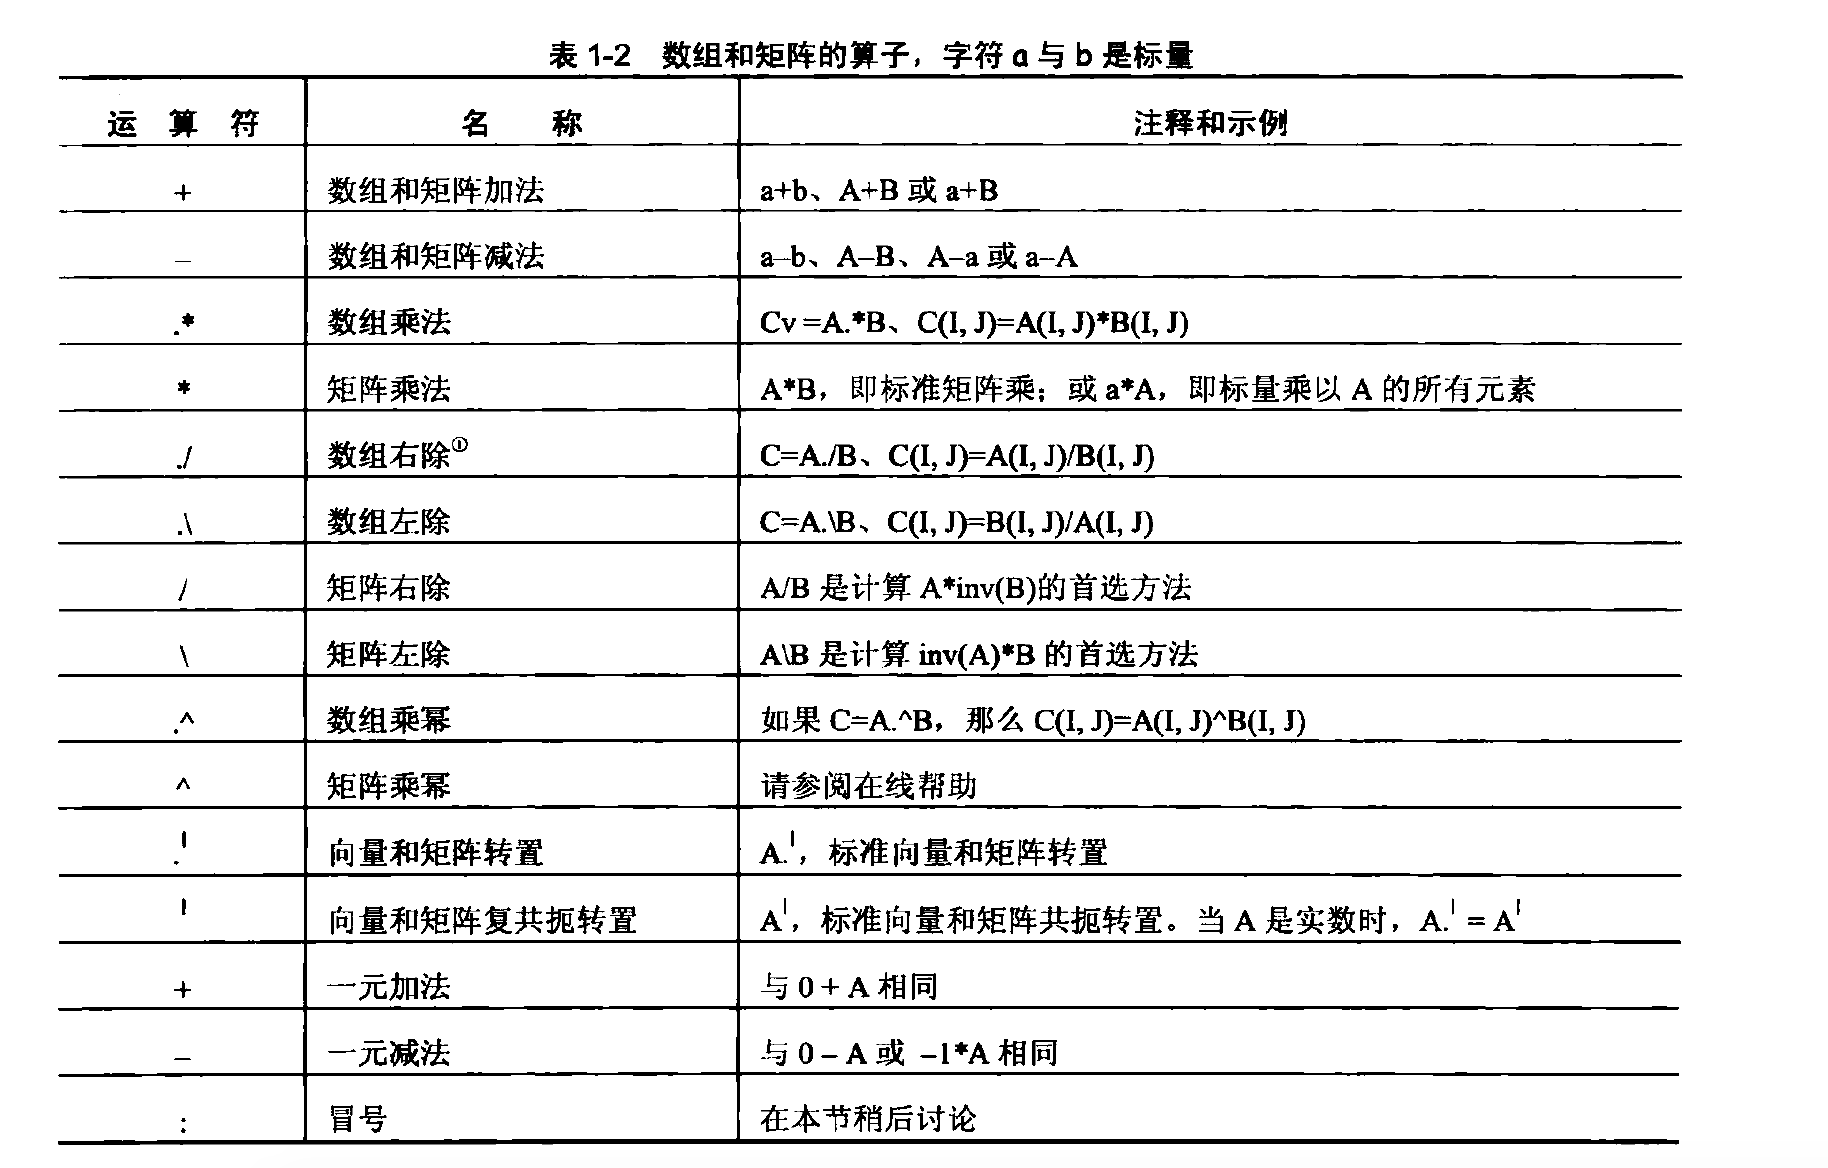 表 1-2 数组和矩阵的算子，字符 a 与 b 是标量
运 算 符 名 称 注释和示例
+ 数组和矩阵加法 a+b、A+B 或 a+B
– 数组和矩阵减法 a–b、A–B、A–a 或 a–A
.* 数组乘法 Cv =A.*B、C(I, J)=A(I, J)*B(I, J)
* 矩阵乘法 A*B，即标准矩阵乘；或 a*A，即标量乘以 A 的所有元素
./ 数组右除① C=A./B、C(I, J)=A(I, J)/B(I, J)
.\ 数组左除 C=A.\B、C(I, J)=B(I, J)/A(I, J)
/ 矩阵右除 A/B 是计算 A*inv(B)的首选方法
\ 矩阵左除 A\B 是计算 inv(A)*B 的首选方法
.^ 数组乘幂 如果 C=A.^B，那么 C(I, J)=A(I, J)^B(I, J)
^ 矩阵乘幂 请参阅在线帮助
.' 向量和矩阵转置 A.'，标准向量和矩阵转置
' 向量和矩阵复共扼转置 A'，标准向量和矩阵共扼转置。当 A 是实数时，A.' = A'
+ 一元加法 与 0 + A 相同
– 一元减法 与 0 – A 或 –1*A 相同
: 冒号 在本节稍后讨论